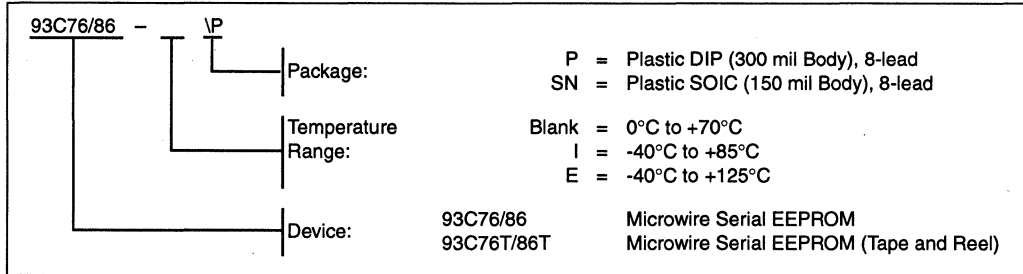 93C76/86 – \P
Package: P = Plastic DIP (300 mil Body), 8-lead
SN = Plastic SOIC (150 mil Body), 8-lead
Temperature Blank = 0°C to +70°C
Range: I = -40°C to +85°C
E = -40°C to +125°C
Device: 93C76/86 Microwire Serial EEPROM
93C76T/86T Microwire Serial EEPROM (Tape and Reel)